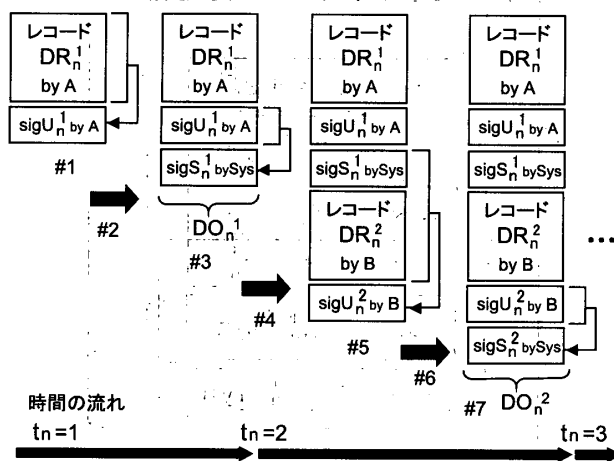 レコード
DRn1
by A
sigUn1 by A
#1
#2
レコード
DRn1
by A
sigUn1 by A
sigSn1 bySys
DOn1
#3
#4
レコード
DRn1
by A
sigUn1 by A
sigSn1 bySys
レコード
DRn2
by B
sigUn2 by B
#5
#6
レコード
DRn1
by A
sigUn1 by A
sigSn1 bySys
レコード
DRn2
by B
sigUn2 by B
sigSn2 bySys
#7 DOn2
...
時間の流れ
tn=1 tn=2 tn=3